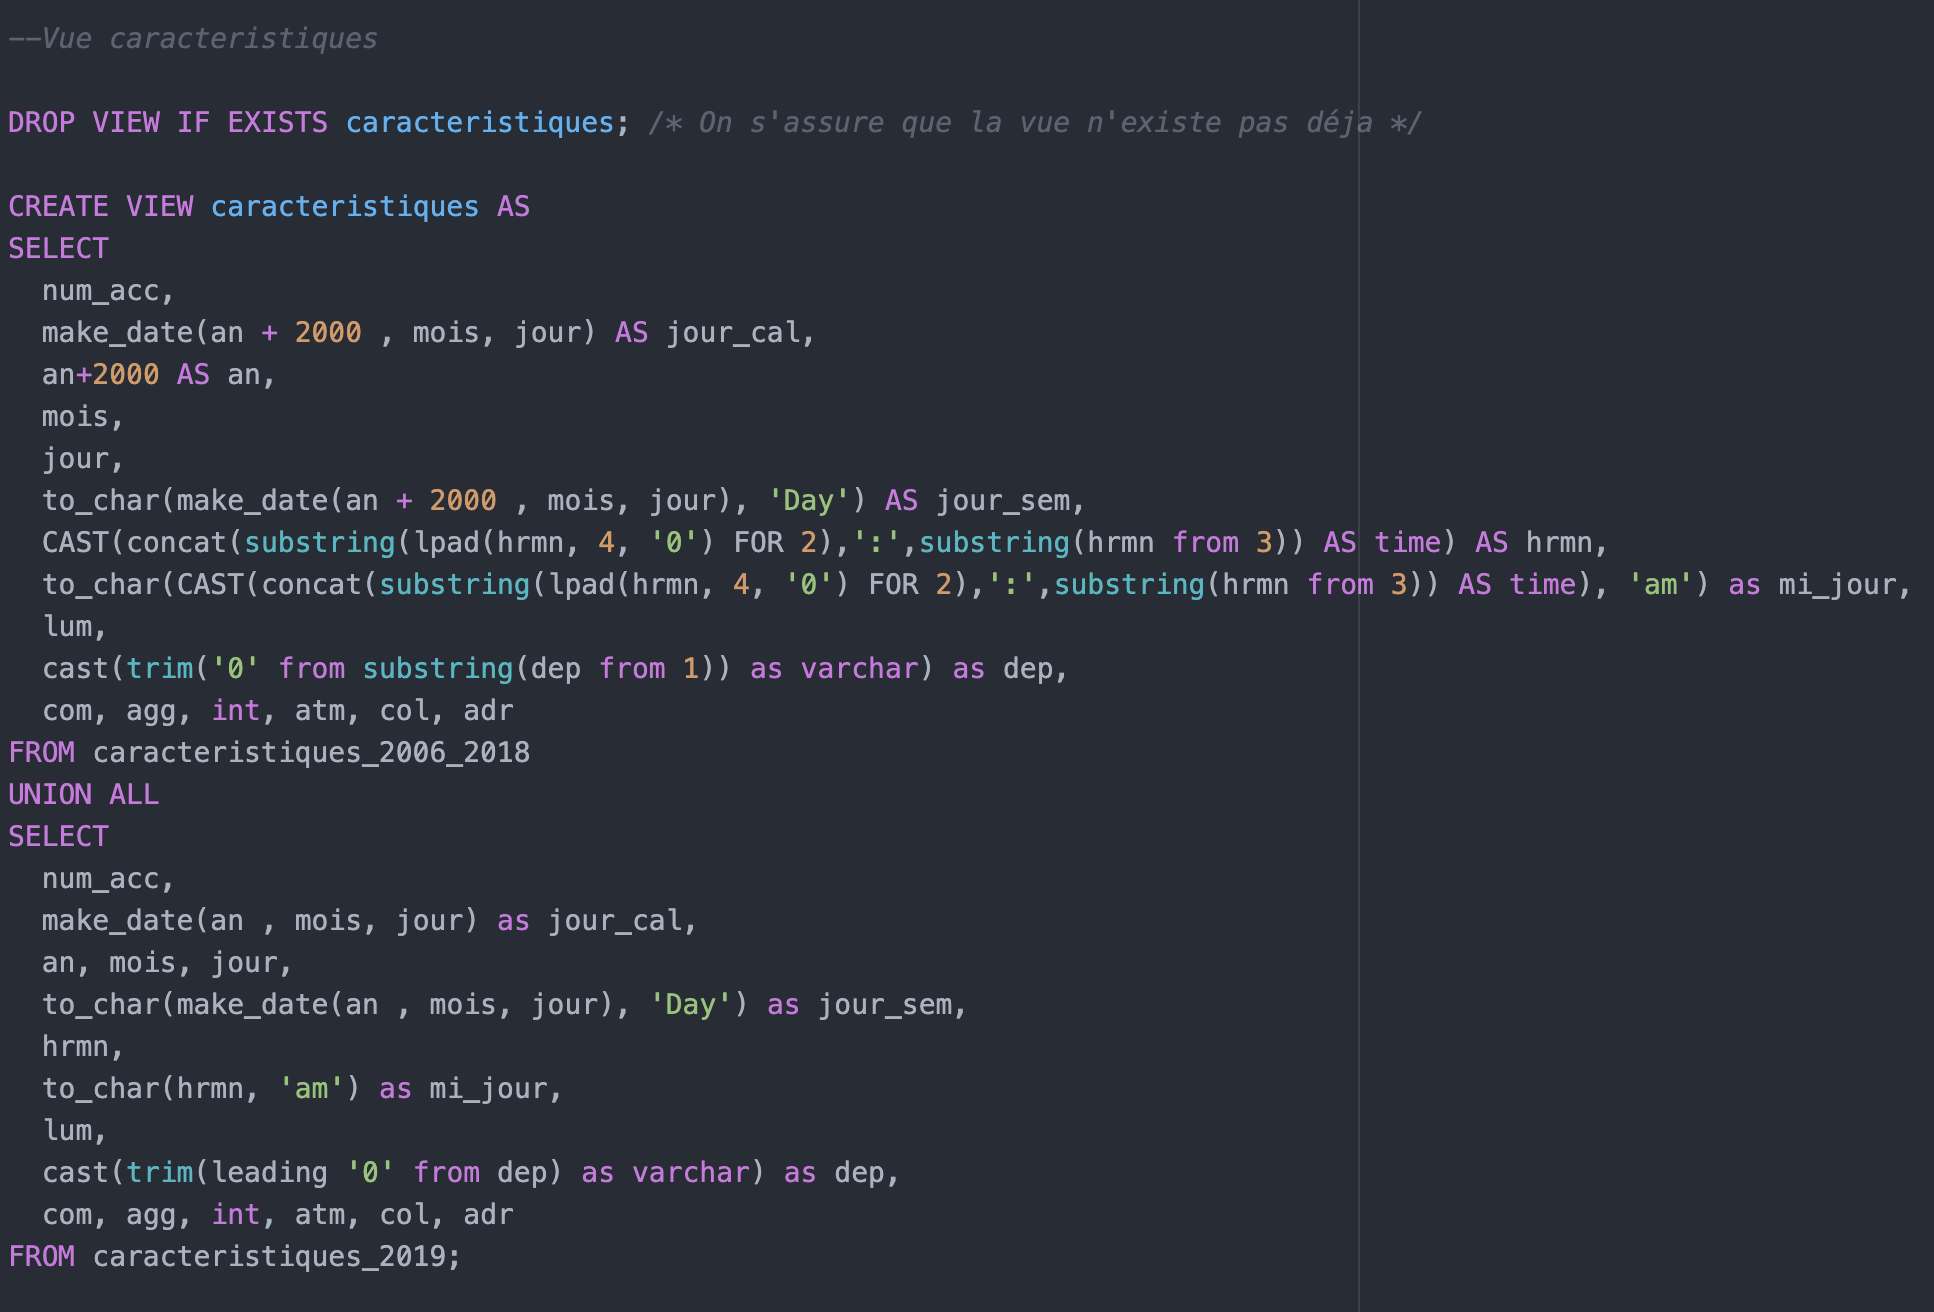 --Vue caracteristiques
DROP VIEW IF EXISTS caracteristiques; /* On s'assure que la vue n'existe pas déja */
CREATE VIEW caracteristiques AS
SELECT
  num_acc,
  make_date(an + 2000 , mois, jour) AS jour_cal,
  an+2000 AS an,
  mois,
  jour,
  to_char(make_date(an + 2000 , mois, jour), 'Day') AS jour_sem,
  CAST(concat(substring(lpad(hrmn, 4, '0') FOR 2),':',substring(hrmn from 3)) AS time) AS hrmn,
  to_char(CAST(concat(substring(lpad(hrmn, 4, '0') FOR 2),':',substring(hrmn from 3)) AS time), 'am') as mi_jour,
  lum,
  cast(trim('0' from substring(dep from 1)) as varchar) as dep,
  com, agg, int, atm, col, adr
FROM caracteristiques_2006_2018
UNION ALL
SELECT
  num_acc,
  make_date(an , mois, jour) as jour_cal,
  an, mois, jour,
  to_char(make_date(an , mois, jour), 'Day') as jour_sem,
  hrmn,
  to_char(hrmn, 'am') as mi_jour,
  lum,
  cast(trim(leading '0' from dep) as varchar) as dep,
  com, agg, int, atm, col, adr
FROM caracteristiques_2019;